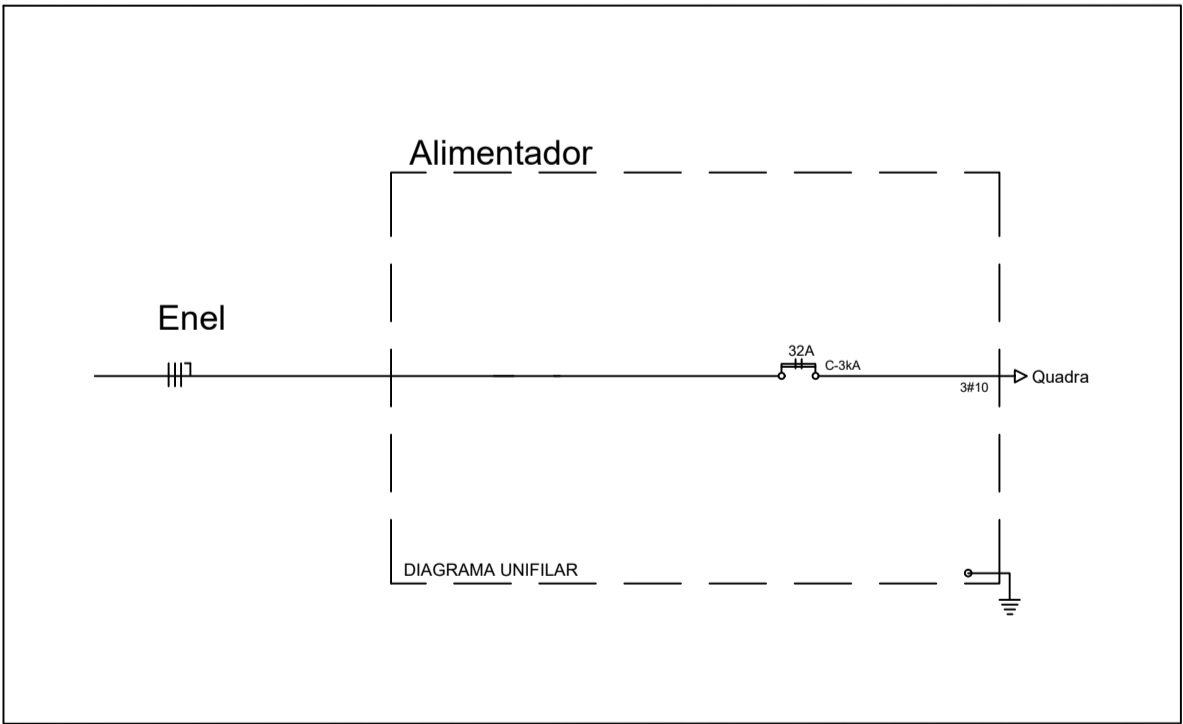 Alimentador
Enel
32A
C-3kA
3#10
Quadra
DIAGRAMA UNIFILAR